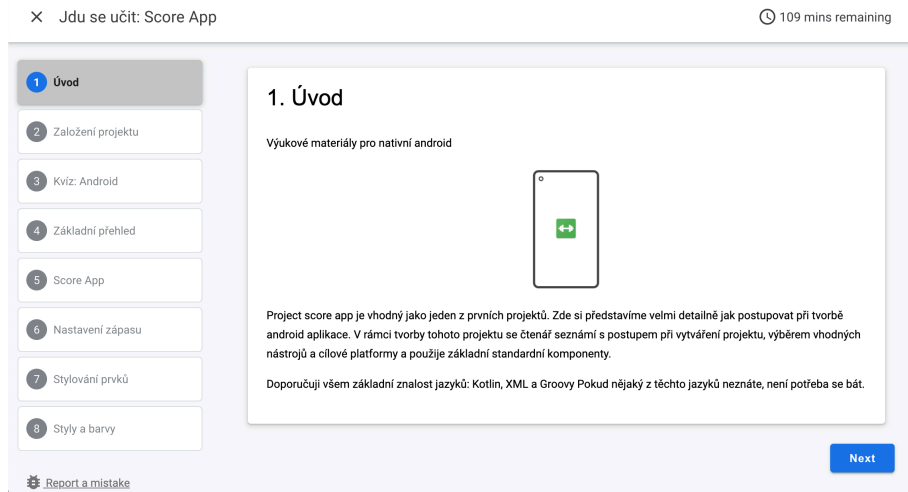 Jdu se učit: Score App
109 mins remaining
1 Úvod
2 Založení projektu
3 Kvíz: Android
4 Základní přehled
5 Score App
6 Nastavení zápasu
7 Stylování prvků
8 Styly a barvy
Report a mistake
1. Úvod
Výukové materiály pro nativní android
Project score app je vhodný jako jeden z prvních projektů. Zde si představíme velmi detailně jak postupovat při tvorbě
android aplikace. V rámci tvorby tohoto projektu se čtenář seznámí s postupem při vytváření projektu, výběrem vhodných
nástrojů a cílové platformy a použije základní standardní komponenty.
Doporučuji všem základní znalost jazyků: Kotlin, XML a Groovy Pokud nějaký z těchto jazyků neznáte, není potřeba se bát.
Next